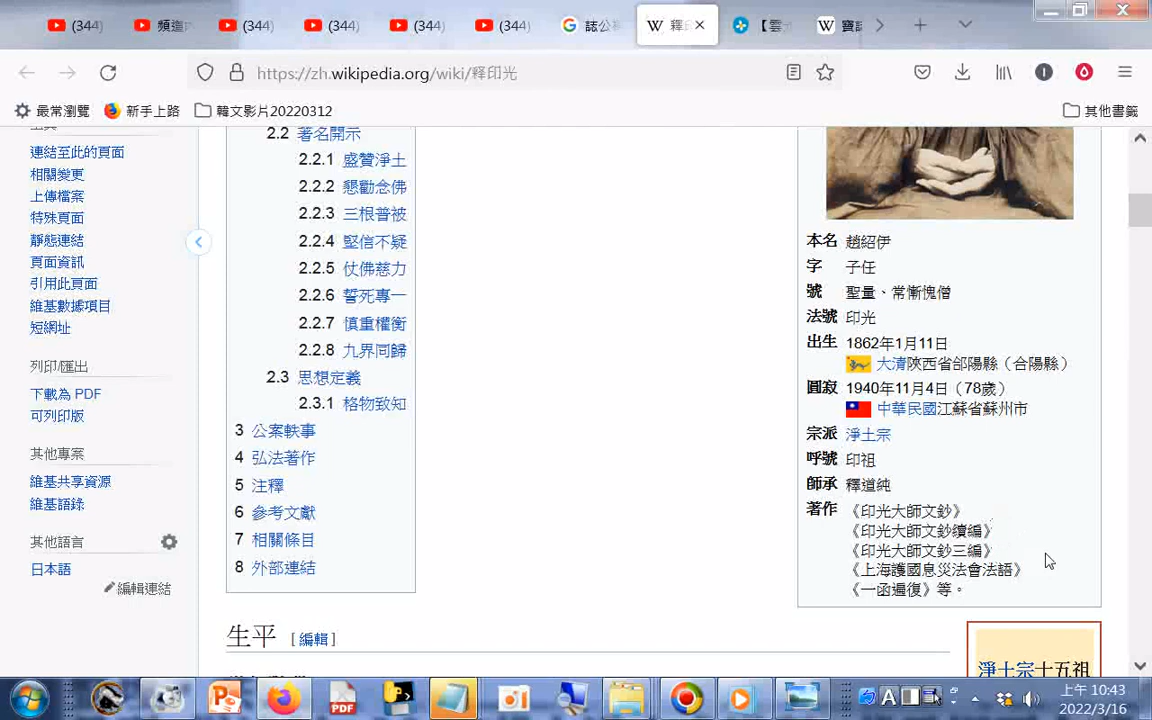 (344)
頻道
(344)
(344)
(344)
(344)
誌公
釋
【雲
寶誌
https://zh.wikipedia.org/wiki/释印光
最常瀏覽
新手上路
韓文影片20220312
其他書籤
連結至此的頁面
相關變更
上傳檔案
特殊頁面
靜態連結
頁面資訊
引用此頁面
維基數據項目
短網址
列印/匯出
下載為 PDF
可列印版
其他專案
維基共享資源
維基語錄
其他語言
日本語
編輯連結
2.2 著名開示
2.2.1 盛贊淨土
2.2.2 懇勸念佛
2.2.3 三根普被
2.2.4 堅信不疑
2.2.5 仗佛慈力
2.2.6 誓死專一
2.2.7 慎重權衡
2.2.8 九界同歸
2.3 思想定義
2.3.1 格物致知
3 公案軼事
4 弘法著作
5 注釋
6 參考文獻
7 相關條目
8 外部連結
本名 趙紹伊
字 子任
號 聖量、常慚愧僧
法號 印光
出生 1862年1月11日
大清陝西省郃陽縣（合陽縣）
圓寂 1940年11月4日（78歲）
中華民國江蘇省蘇州市
宗派 淨土宗
呼號 印祖
師承 釋道純
著作 《印光大師文鈔》
《印光大師文鈔續編》
《印光大師文鈔三編》
《上海護國息災法會法語》
《一函遍復》等。
生平 [編輯]
淨土宗十五祖
PDF
A
上午 10:43
2022/3/16